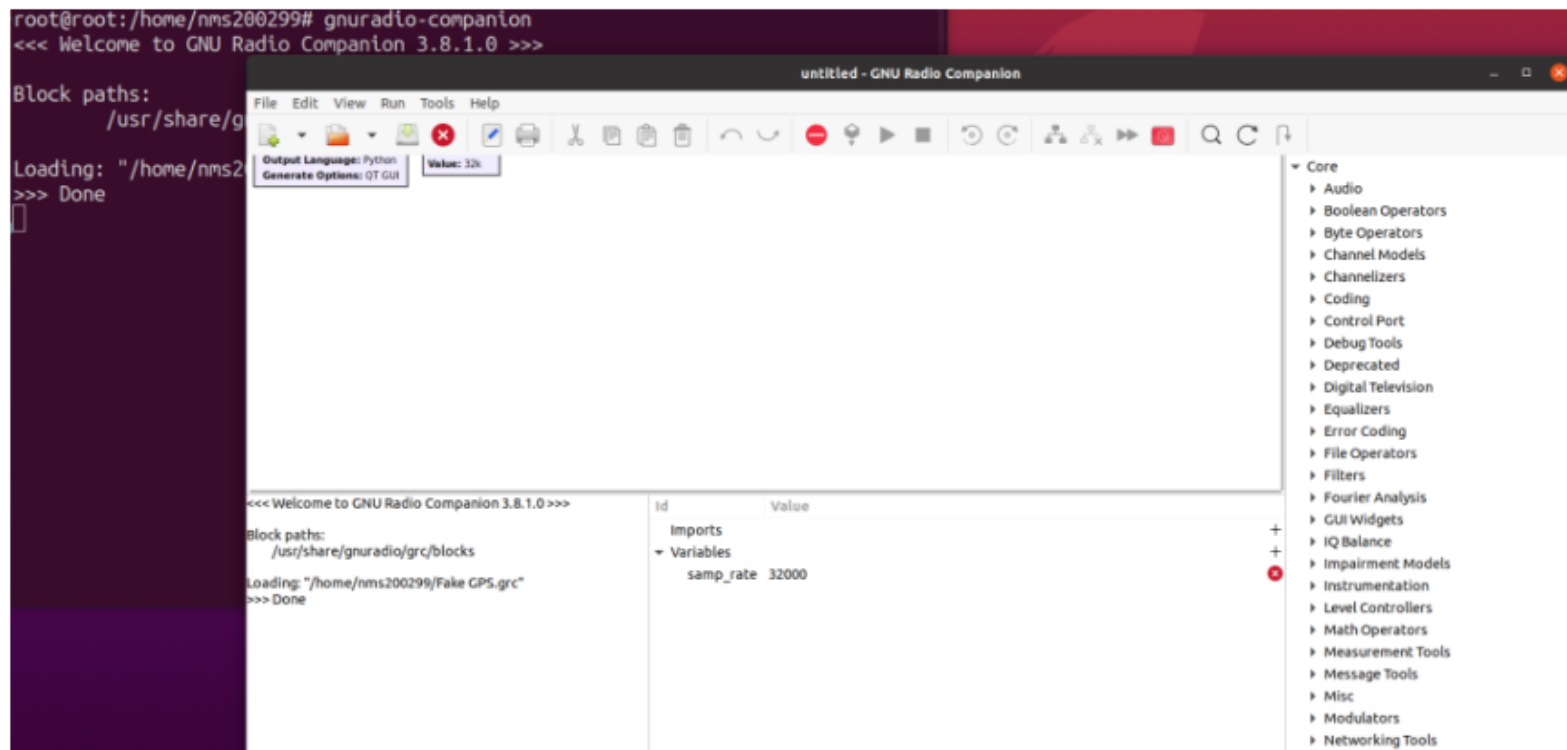 root@root:/home/nms200299# gnuradio-companion
<<< Welcome to GNU Radio Companion 3.8.1.0 >>>
Block paths:
/usr/share/g
Loading: "/home/nms2
>>> Done
untitled - GNU Radio Companion
File Edit View Run Tools Help
Output Language: Python
Generate Options: QT GUI
Value: 32k
<<< Welcome to GNU Radio Companion 3.8.1.0 >>>
Block paths:
/usr/share/gnuradio/grc/blocks
Loading: "/home/nms200299/Fake GPS.grc"
>>> Done
Id Value
Imports
Variables
samp_rate 32000
Core
Audio
Boolean Operators
Byte Operators
Channel Models
Channelizers
Coding
Control Port
Debug Tools
Deprecated
Digital Television
Equalizers
Error Coding
File Operators
Filters
Fourier Analysis
GUI Widgets
IQ Balance
Impairment Models
Instrumentation
Level Controllers
Math Operators
Measurement Tools
Message Tools
Misc
Modulators
Networking Tools